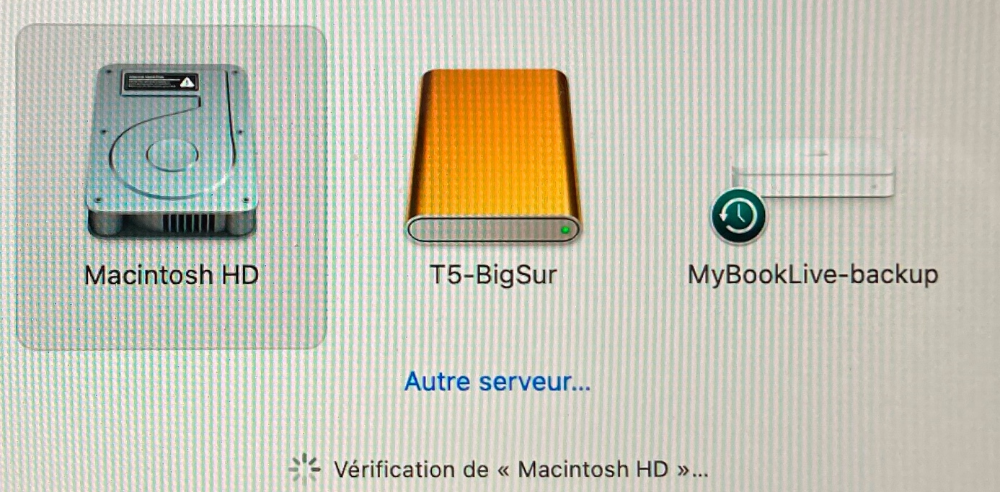 Macintosh HD
T5-BigSur
MyBookLive-backup
Autre serveur...
Vérification de « Macintosh HD »...